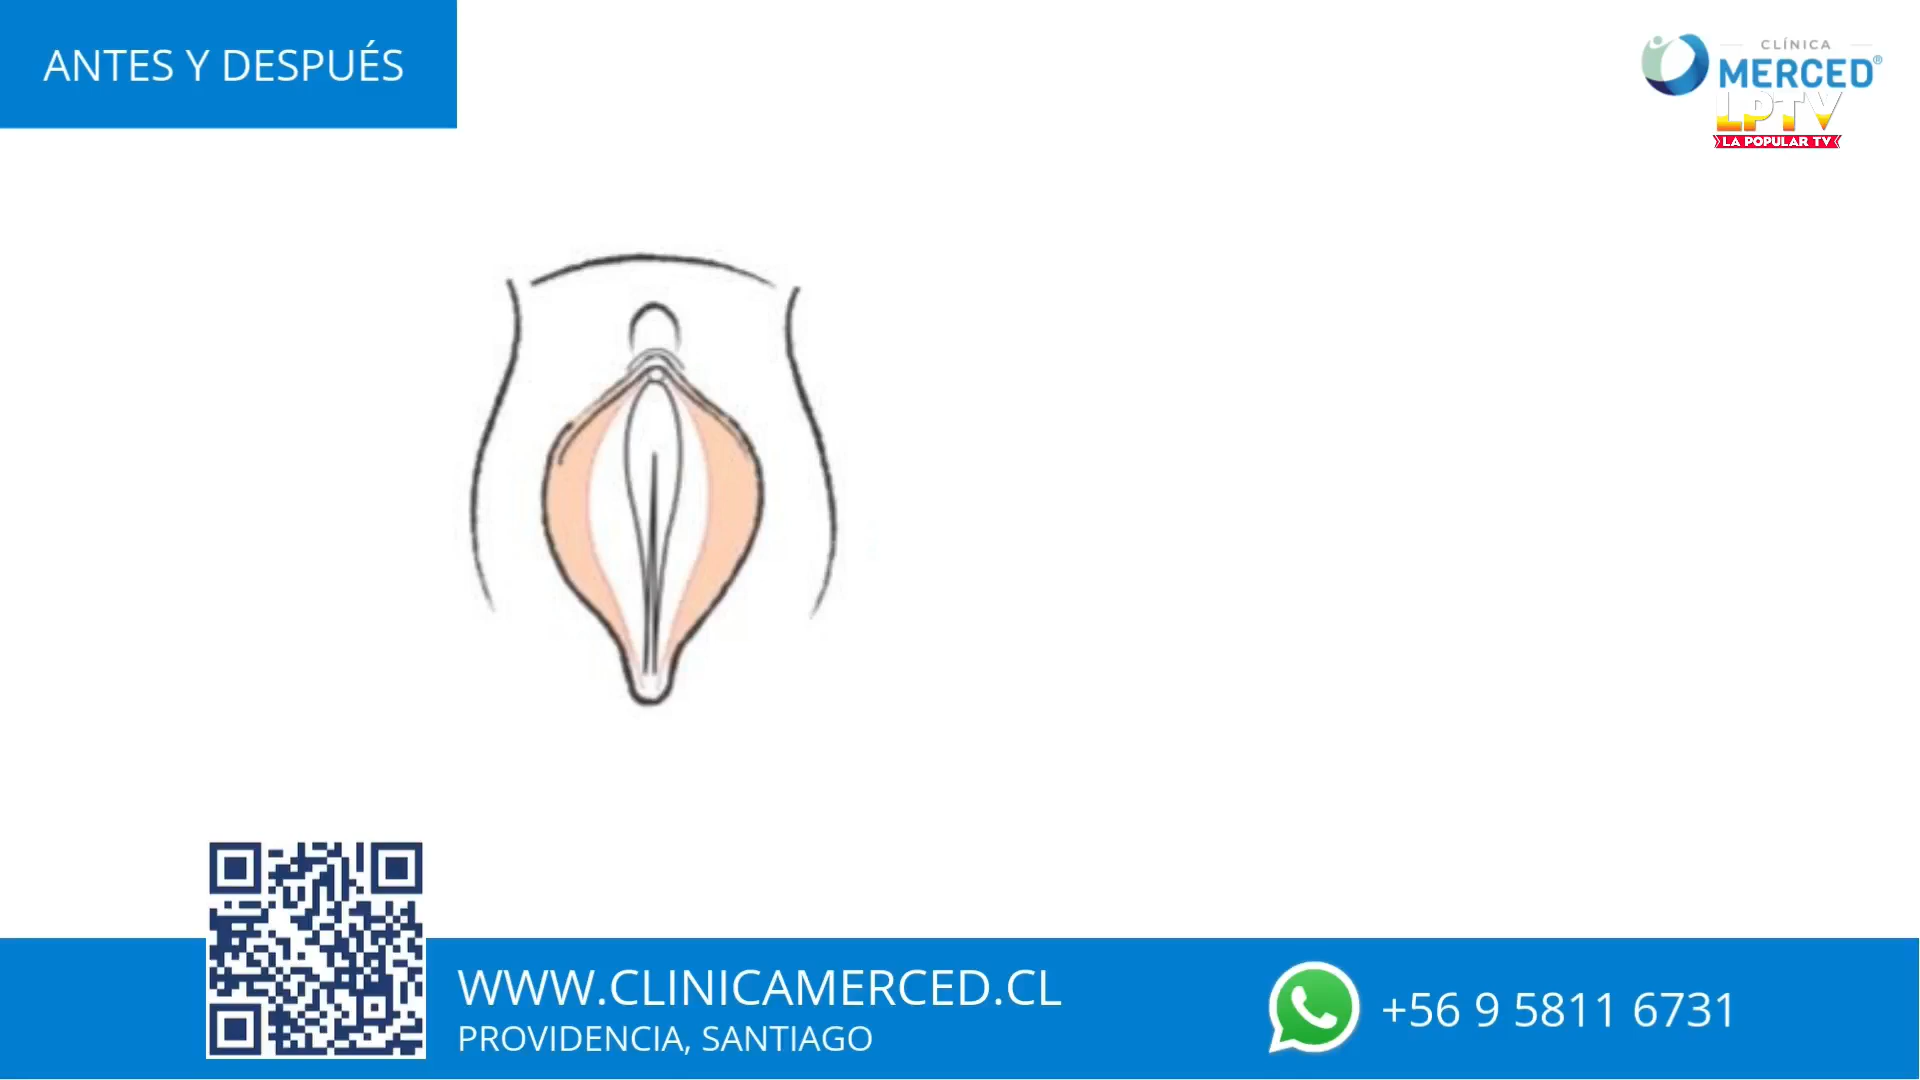 ANTES Y DESPUÉS
CLÍNICA
MERCED®
LPTV
LA POPULAR TV
WWW.CLINICAMERCED.CL
PROVIDENCIA, SANTIAGO
+56 9 5811 6731